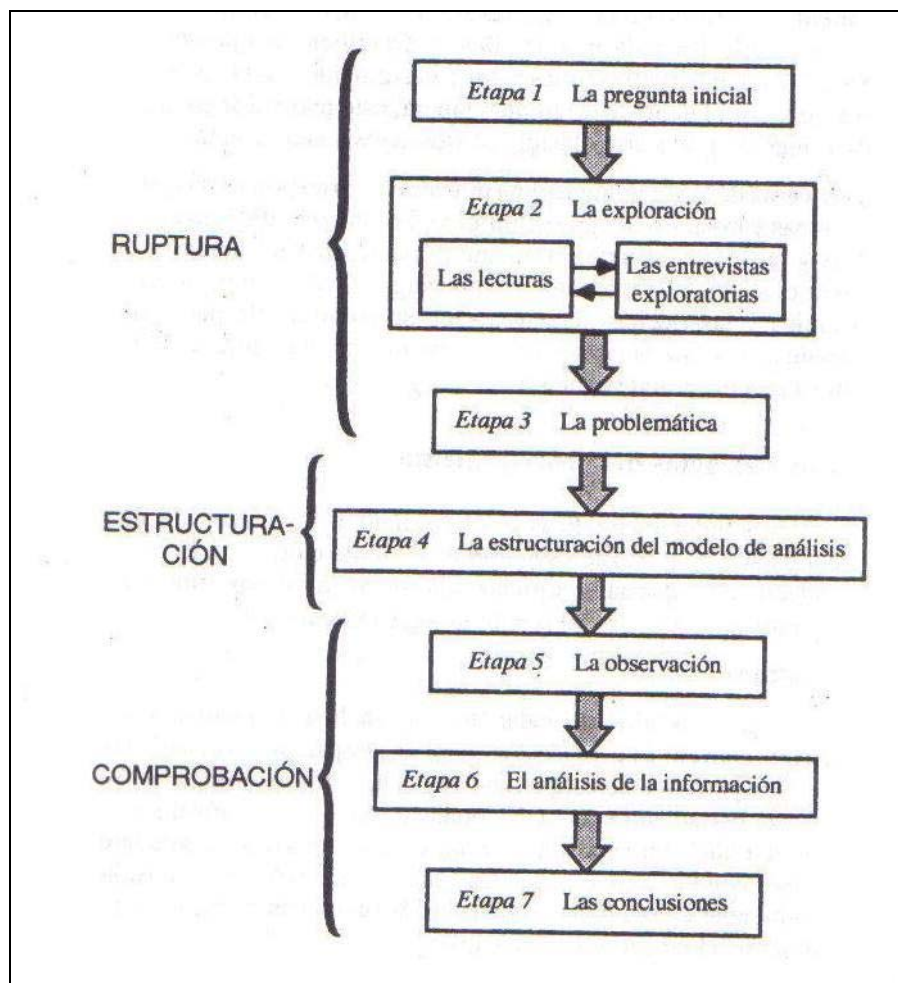 Etapa 1 La pregunta inicial
RUPTURA
Etapa 2 La exploración
Las lecturas
Las entrevistas
exploratorias
Etapa 3 La problemática
ESTRUCTURA-
CIÓN
Etapa 4 La estructuración del modelo de análisis
COMPROBACIÓN
Etapa 5 La observación
Etapa 6 El análisis de la información
Etapa 7 Las conclusiones